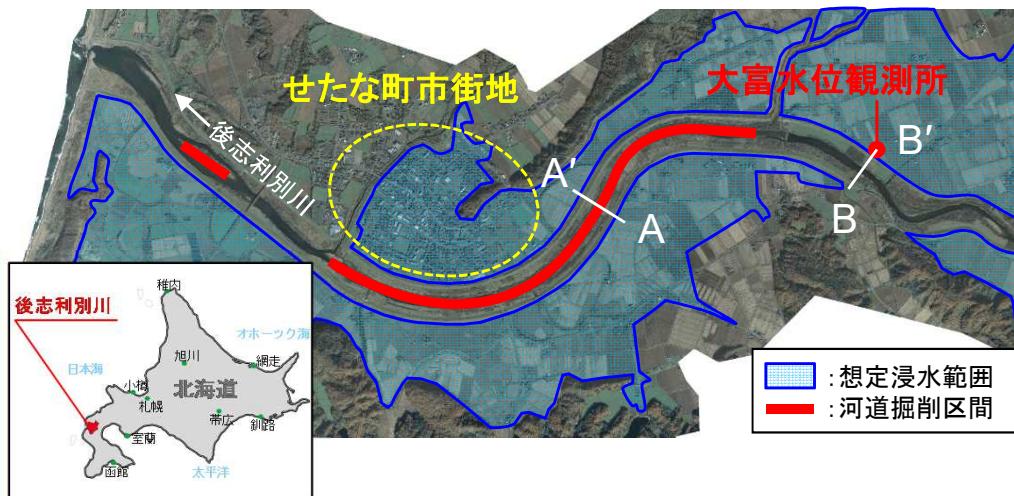 せたな町市街地
大富水位観測所
後志利別川
A′
A
B′
B
後志利別川
稚内
オホーツク海
日本海
旭川
網走
小樽
北海道
札幌
帯広
釧路
室蘭
函館
太平洋
:想定浸水範囲
:河道掘削区間